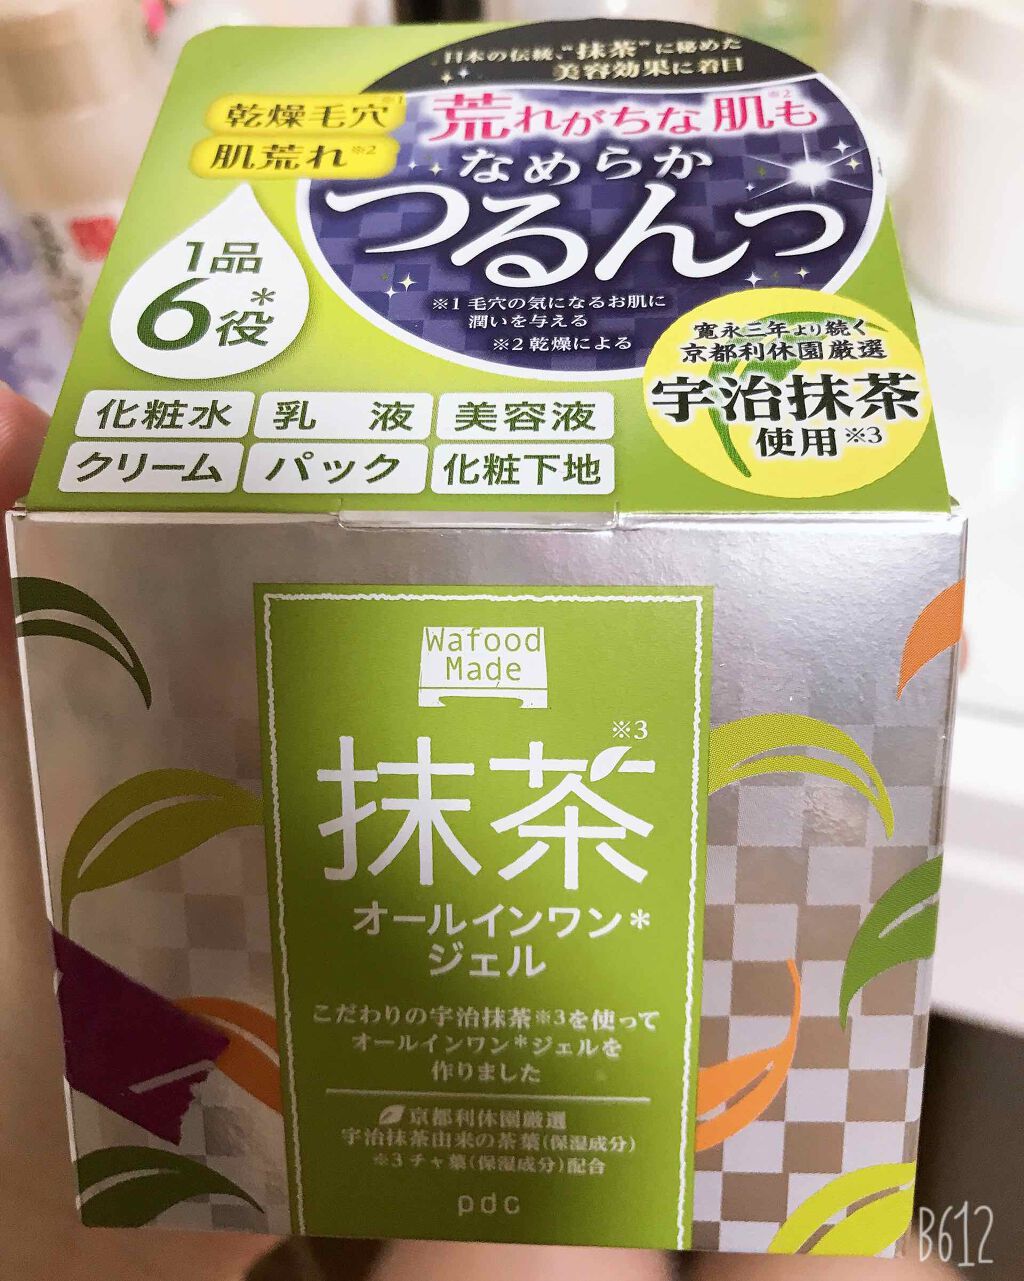 日本の伝統、“抹茶”に秘めた
美容効果に着目
乾燥毛穴※1
肌荒れ※2
荒れがちな肌も※2
なめらか
つるんっ
※1 毛穴の気になるお肌に
潤いを与える
※2 乾燥による
1品
6役*
寛永三年より続く
京都利休園厳選
宇治抹茶
使用※3
化粧水 乳液 美容液
クリーム パック 化粧下地
Wafood
Made
抹茶※3
オールインワン*
ジェル
こだわりの宇治抹茶※3を使って
オールインワン*ジェルを
作りました
京都利休園厳選
宇治抹茶由来の茶葉(保湿成分)
※3 チャ葉(保湿成分)配合
pdc
B612